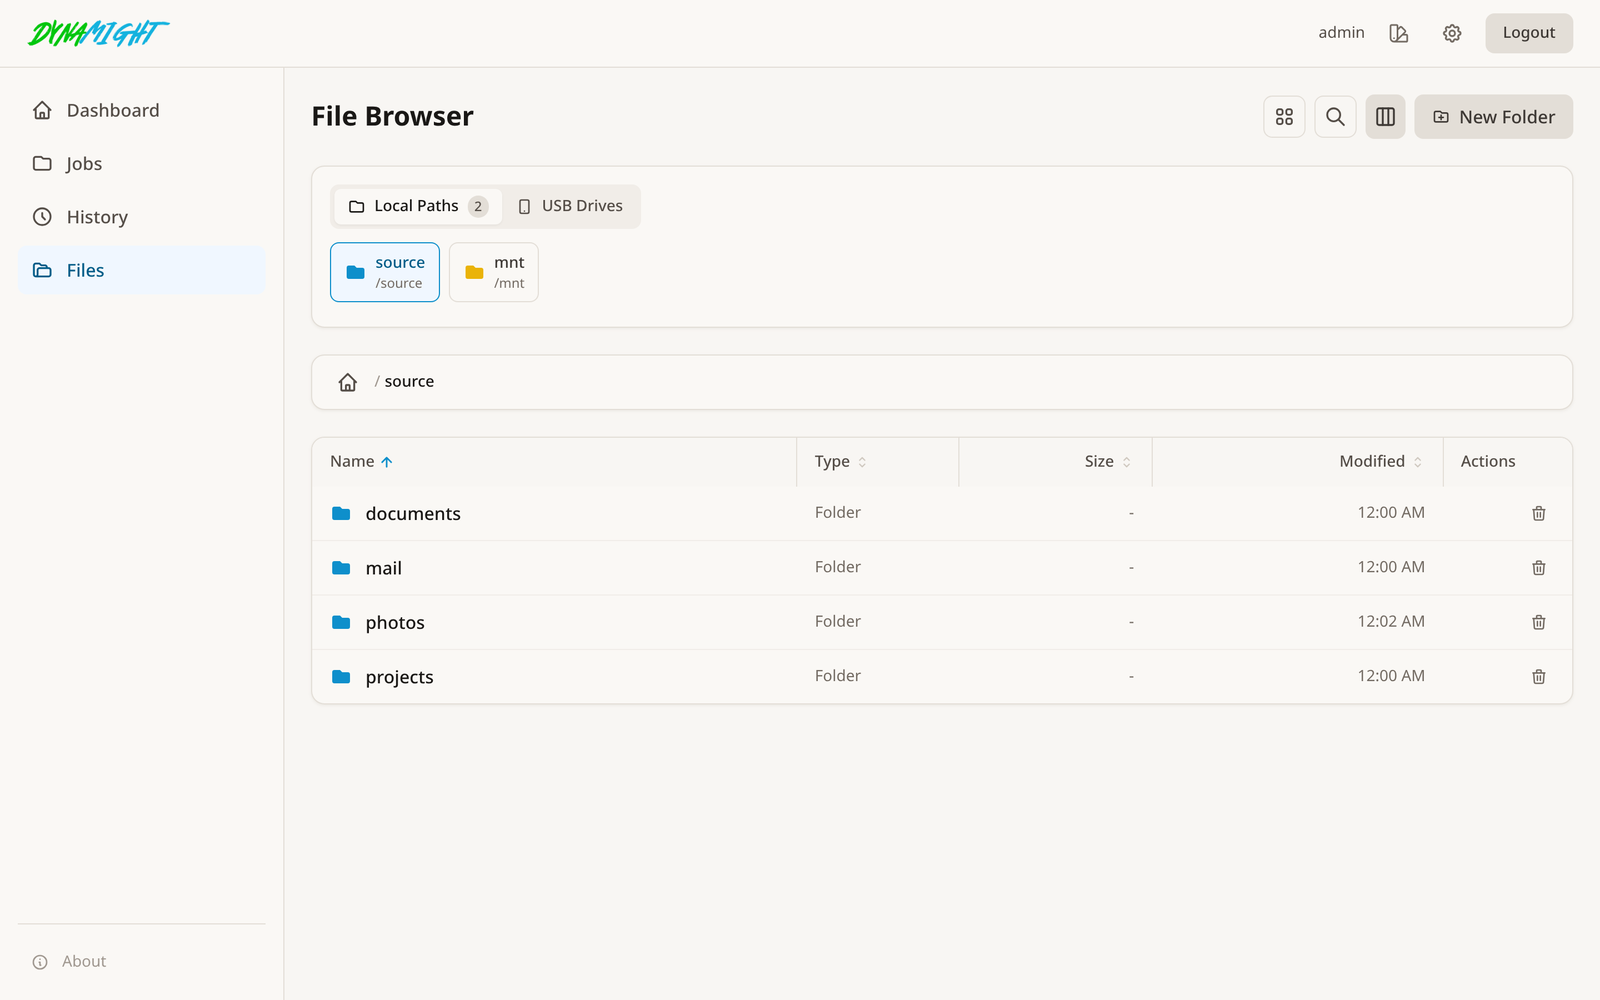 DYNAMIGHT
admin
Logout
Dashboard
Jobs
History
Files
About
File Browser
New Folder
Local Paths 2
USB Drives
source
/source
mnt
/mnt
/ source
Name Type Size Modified Actions
documents Folder - 12:00 AM
mail Folder - 12:00 AM
photos Folder - 12:02 AM
projects Folder - 12:00 AM